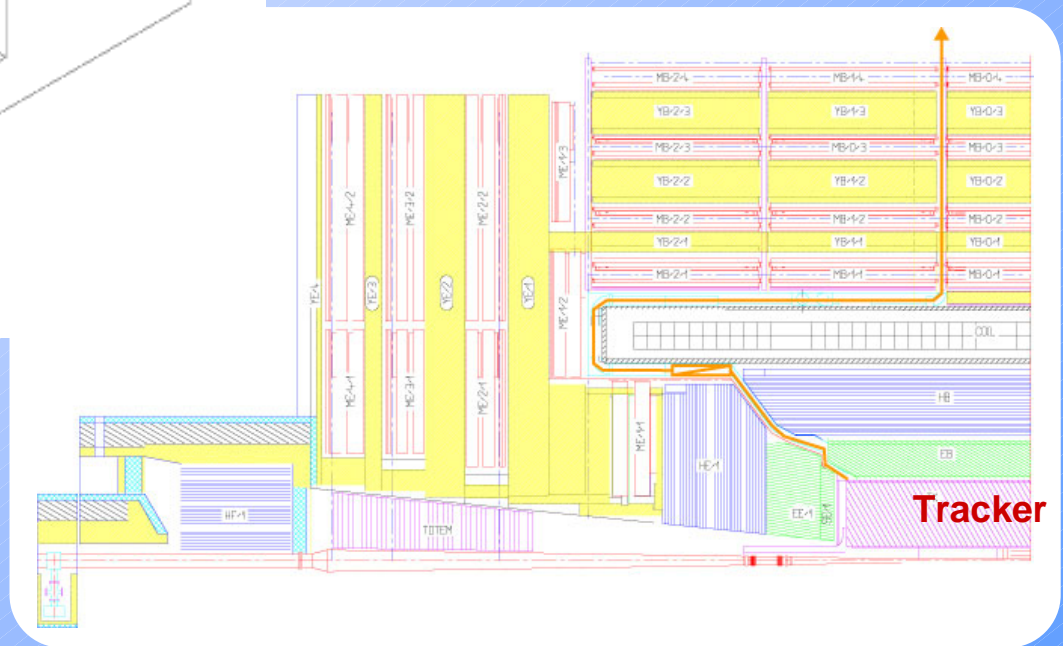 MB/2/4 MB/1/4 MB/0/4
YB/2/3 YB/1/3 YB/0/3
MB/2/3 MB/0/3 MB/0/3
YB/2/2 YB/1/2 YB/0/2
MB/2/2 MB/1/2 MB/0/2
YB/2/1 YB/1/1 YB/0/1
MB/2/1 MB/1/1 MB/0/1
ME/4/2
ME/3/2
ME/2/2
ME/1/3
YE/4
YE/3
YE/2
YE/1
ME/1/2
COIL
ME/4/1
ME/3/1
ME/2/1
ME/1/1
HB
EB
HE/1
EE/1
SE/1
Tracker
HF/1
TOTEM